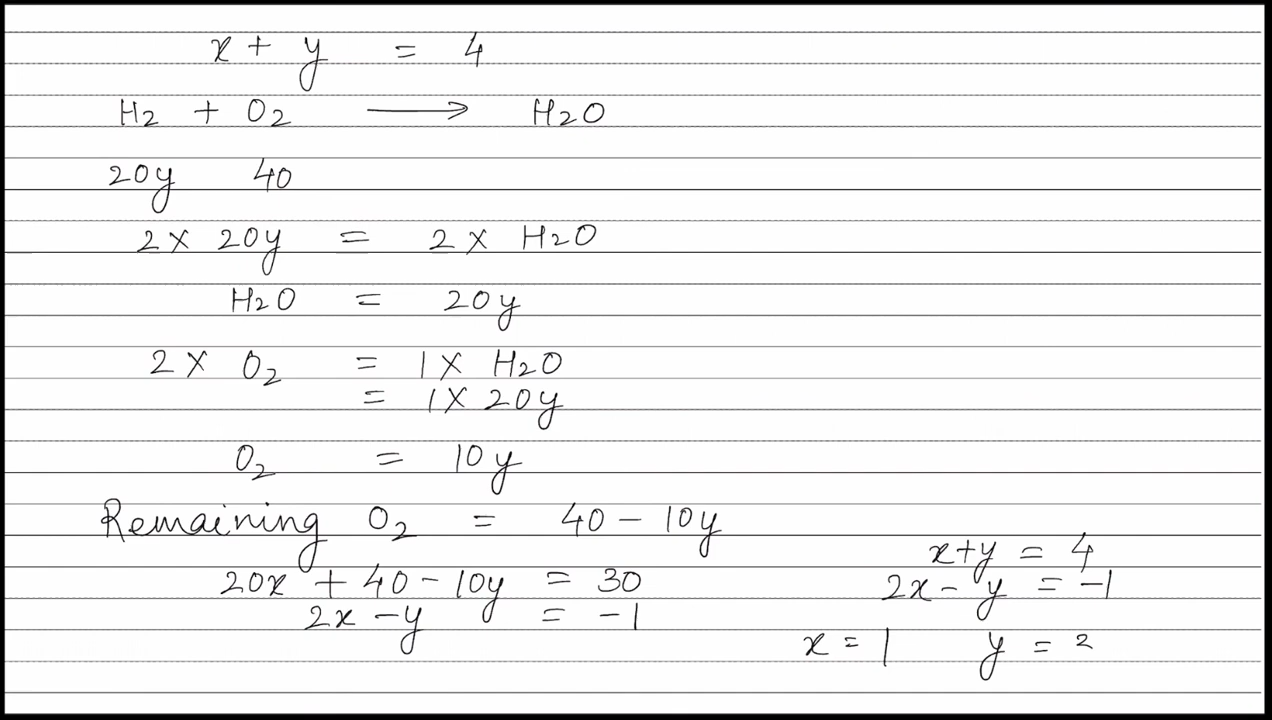 x + y = 4
H2 + O2 ⟶ H2O
20y 40
2 × 20y = 2 × H2O
H2O = 20y
2 × O2 = 1 × H2O
= 1 × 20y
O2 = 10y
Remaining O2 = 40 - 10y
20x + 40 - 10y = 30
2x - y = -1
x+y = 4
2x - y = -1
x = 1 y = 2